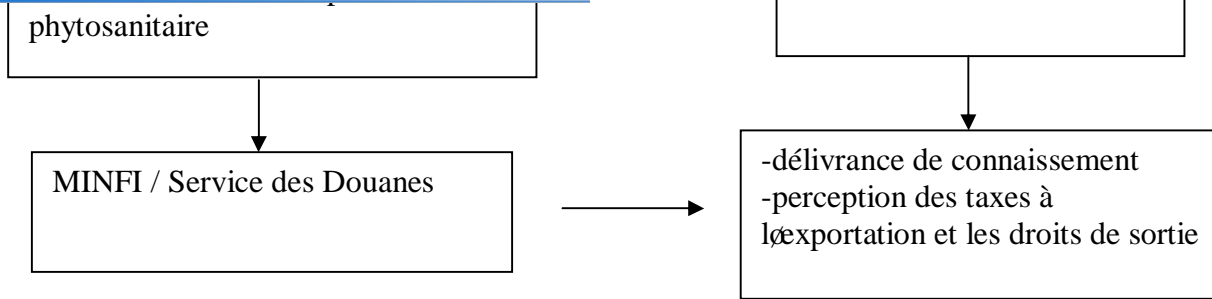 phytosanitaire
MINFI / Service des Douanes
-délivrance de connaissement
-perception des taxes à
løexportation et les droits de sortie